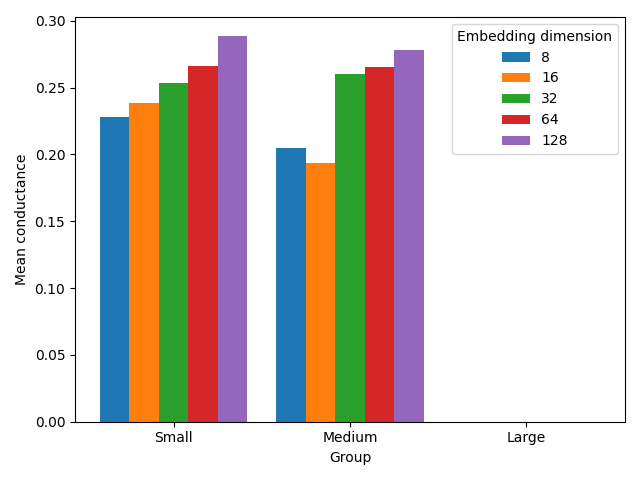 0.30
0.25
0.20
0.15
0.10
0.05
0.00
Mean conductance
Small
Medium
Large
Group
Embedding dimension
8
16
32
64
128